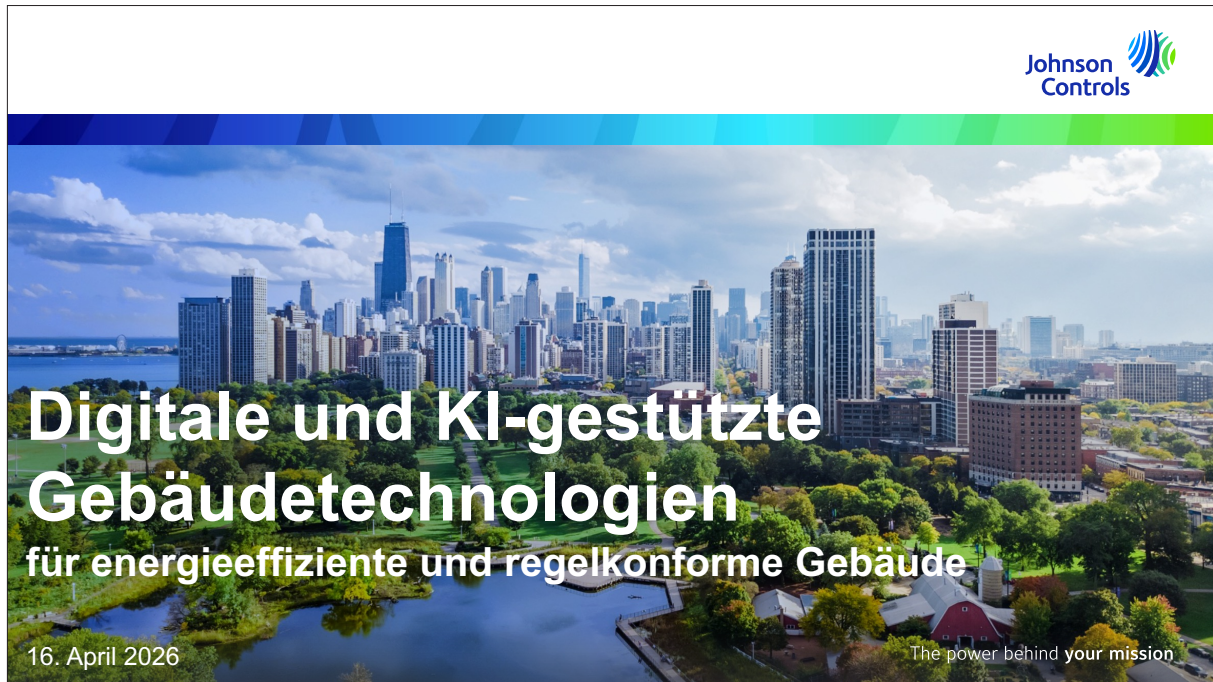 Johnson
Controls
Digitale und KI-gestützte
Gebäudetechnologien
für energieeffiziente und regelkonforme Gebäude
16. April 2026
The power behind your mission